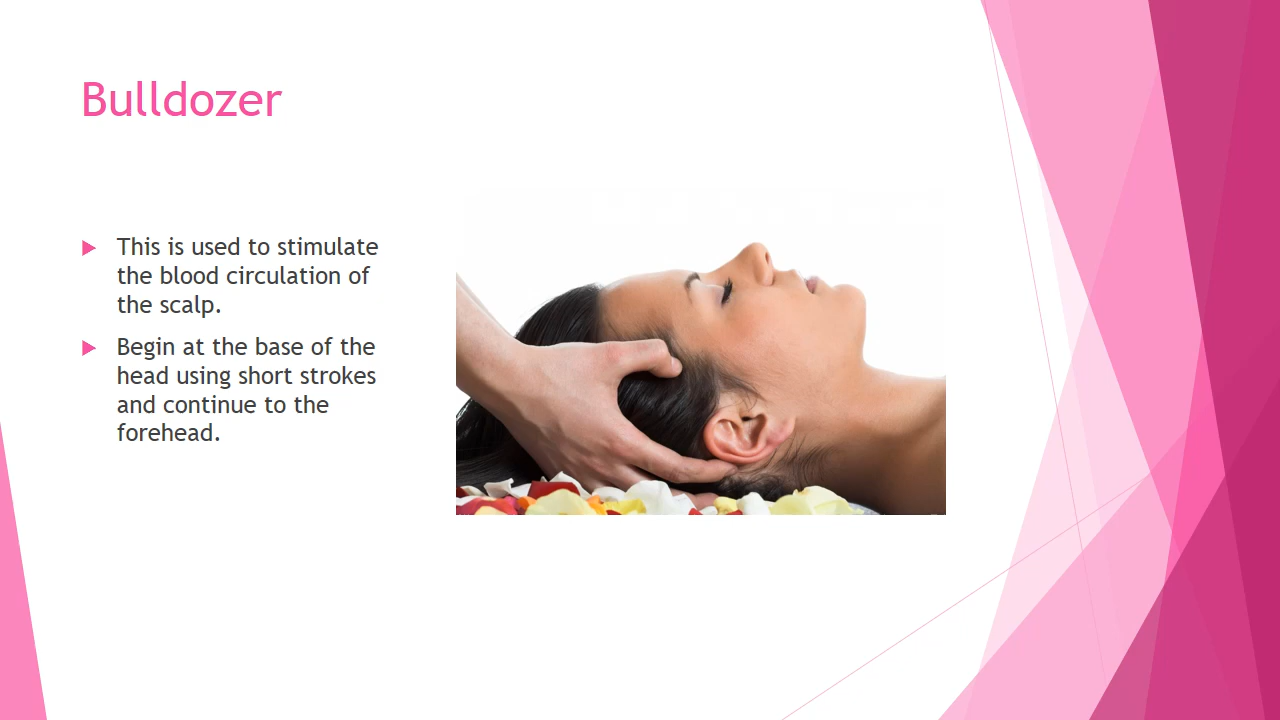 Bulldozer
This is used to stimulate
the blood circulation of
the scalp.
Begin at the base of the
head using short strokes
and continue to the
forehead.